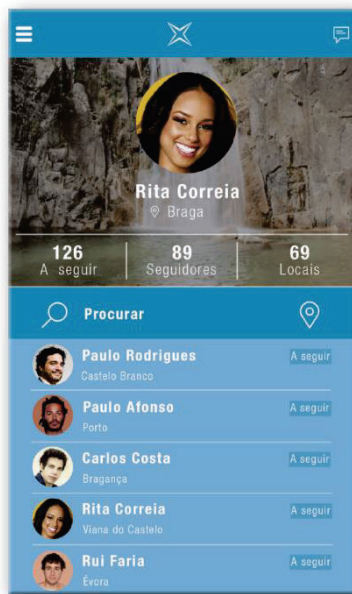 Rita Correia
Braga
126 89 69
A seguir Seguidores Locais
Procurar
Paulo Rodrigues A seguir
Castelo Branco
Paulo Afonso A seguir
Porto
Carlos Costa A seguir
Bragança
Rita Correia A seguir
Viana do Castelo
Rui Faria A seguir
Évora